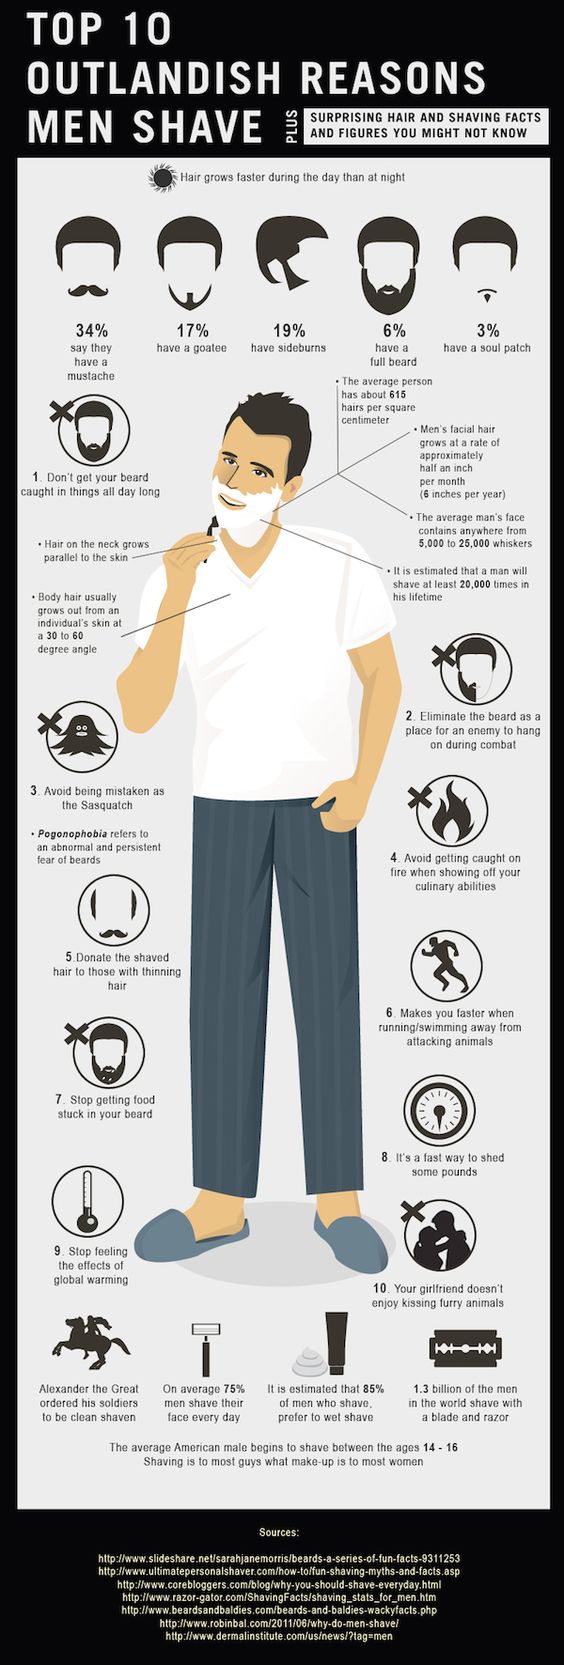 TOP 10
OUTLANDISH REASONS
MEN SHAVE
PLUS
SURPRISING HAIR AND SHAVING FACTS
AND FIGURES YOU MIGHT NOT KNOW
Hair grows faster during the day than at night
34%
say they
have a
mustache
17%
have a goatee
19%
have sideburns
6%
have a
full beard
3%
have a soul patch
• The average person
has about 615
hairs per square
centimeter
• Men's facial hair
grows at a rate of
approximately
half an inch
per month
(6 inches per year)
1. Don't get your beard
caught in things all day long
• The average man's face
contains anywhere from
5,000 to 25,000 whiskers
• Hair on the neck grows
parallel to the skin
• It is estimated that a man will
shave at least 20,000 times in
his lifetime
• Body hair usually
grows out from an
individual's skin at
a 30 to 60
degree angle
2. Eliminate the beard as a
place for an enemy to hang
on during combat
3. Avoid being mistaken as
the Sasquatch
• Pogonophobia refers to
an abnormal and persistent
fear of beards
4. Avoid getting caught on
fire when showing off your
culinary abilities
5.Donate the shaved
hair to those with thinning
hair
6. Makes you faster when
running/swimming away from
attacking animals
7. Stop getting food
stuck in your beard
8. It's a fast way to shed
some pounds
9. Stop feeling
the effects of
global warming
10. Your girlfriend doesn't
enjoy kissing furry animals
Alexander the Great
ordered his soldiers
to be clean shaven
On average 75%
men shave their
face every day
It is estimated that 85%
of men who shave,
prefer to wet shave
1.3 billion of the men
in the world shave with
a blade and razor
The average American male begins to shave between the ages 14 - 16
Shaving is to most guys what make-up is to most women
Sources:
http://www.slideshare.net/sarahjanemorris/beards-a-series-of-fun-facts-9311253
http://www.ultimatepersonalshaver.com/how-to/fun-shaving-myths-and-facts.asp
http://www.corebloggers.com/blog/why-you-should-shave-everyday.html
http://www.razor-gator.com/ShavingFacts/shaving_stats_for_men.htm
http://www.beardsandbaldies.com/beards-and-baldies-wackyfacts.php
http://www.robinbal.com/2011/06/why-do-men-shave/
http://www.dermalinstitute.com/us/news/?tag=men